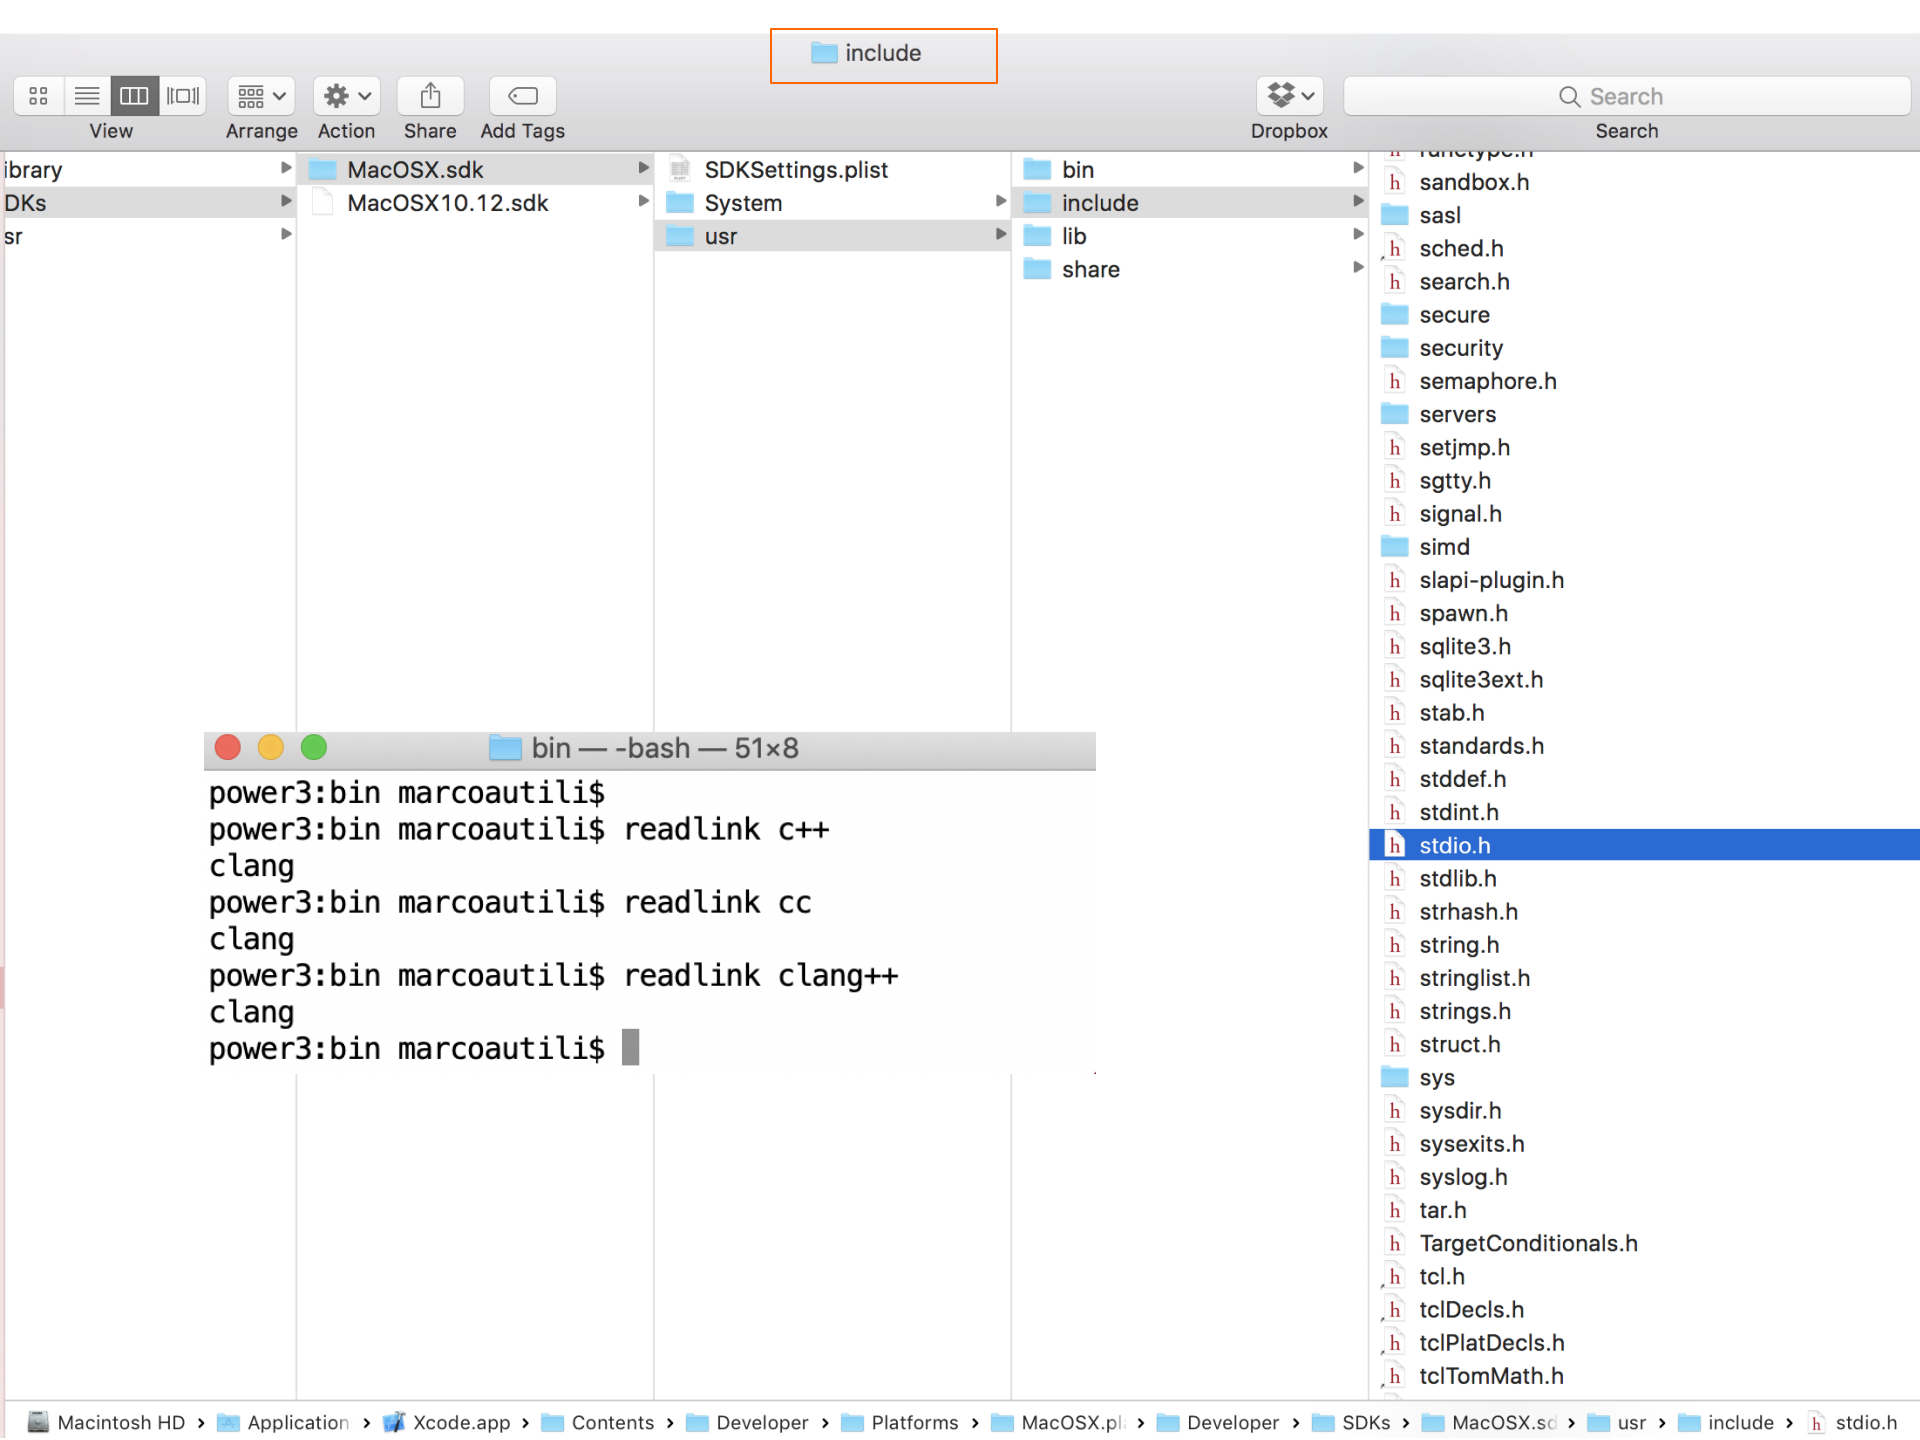 include
View
Arrange
Action
Share
Add Tags
Dropbox
Search
Search
ibrary
DKs
sr
MacOSX.sdk
MacOSX10.12.sdk
SDKSettings.plist
System
usr
bin
include
lib
share
sandbox.h
sasl
sched.h
search.h
secure
security
semaphore.h
servers
setjmp.h
sgtty.h
signal.h
simd
slapi-plugin.h
spawn.h
sqlite3.h
sqlite3ext.h
stab.h
standards.h
stddef.h
stdint.h
stdio.h
stdlib.h
strhash.h
string.h
stringlist.h
strings.h
struct.h
sys
sysdir.h
sysexits.h
syslog.h
tar.h
TargetConditionals.h
tcl.h
tclDecls.h
tclPlatDecls.h
tclTomMath.h
bin — -bash — 51×8
power3:bin marcoautili$
power3:bin marcoautili$ readlink c++
clang
power3:bin marcoautili$ readlink cc
clang
power3:bin marcoautili$ readlink clang++
clang
power3:bin marcoautili$
Macintosh HD › Application › Xcode.app › Contents › Developer › Platforms › MacOSX.pl › Developer › SDKs › MacOSX.sd › usr › include › stdio.h